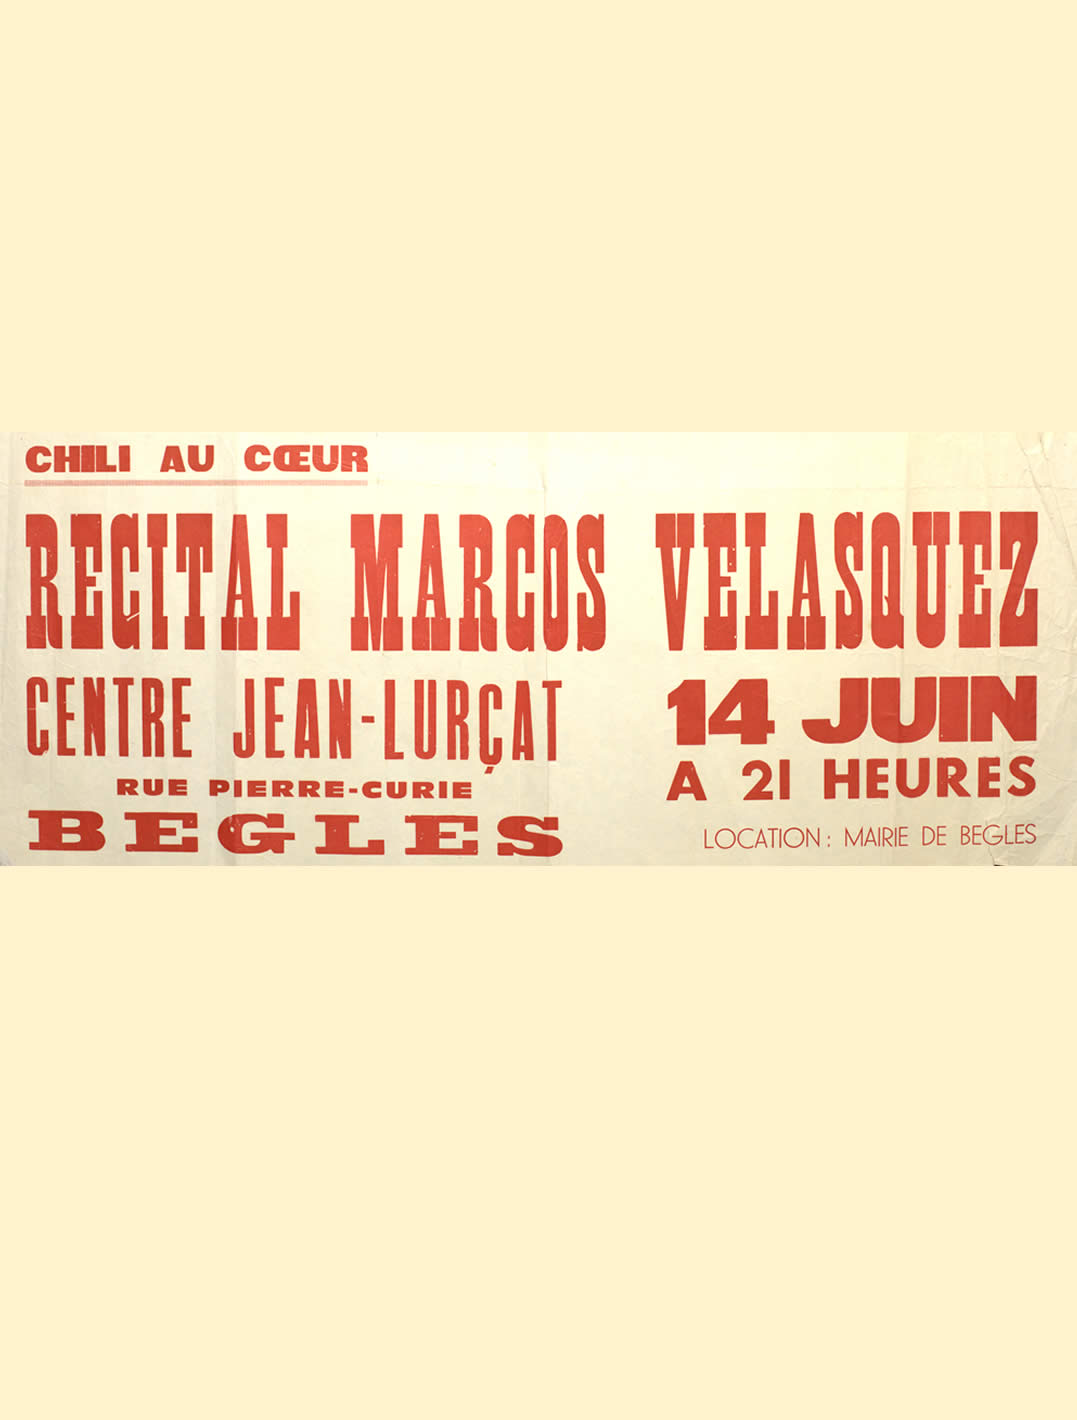 CHILI AU CŒUR
RECITAL MARCOS VELASQUEZ
CENTRE JEAN-LURÇAT
RUE PIERRE-CURIE
BEGLES
14 JUIN
A 21 HEURES
LOCATION : MAIRIE DE BEGLES